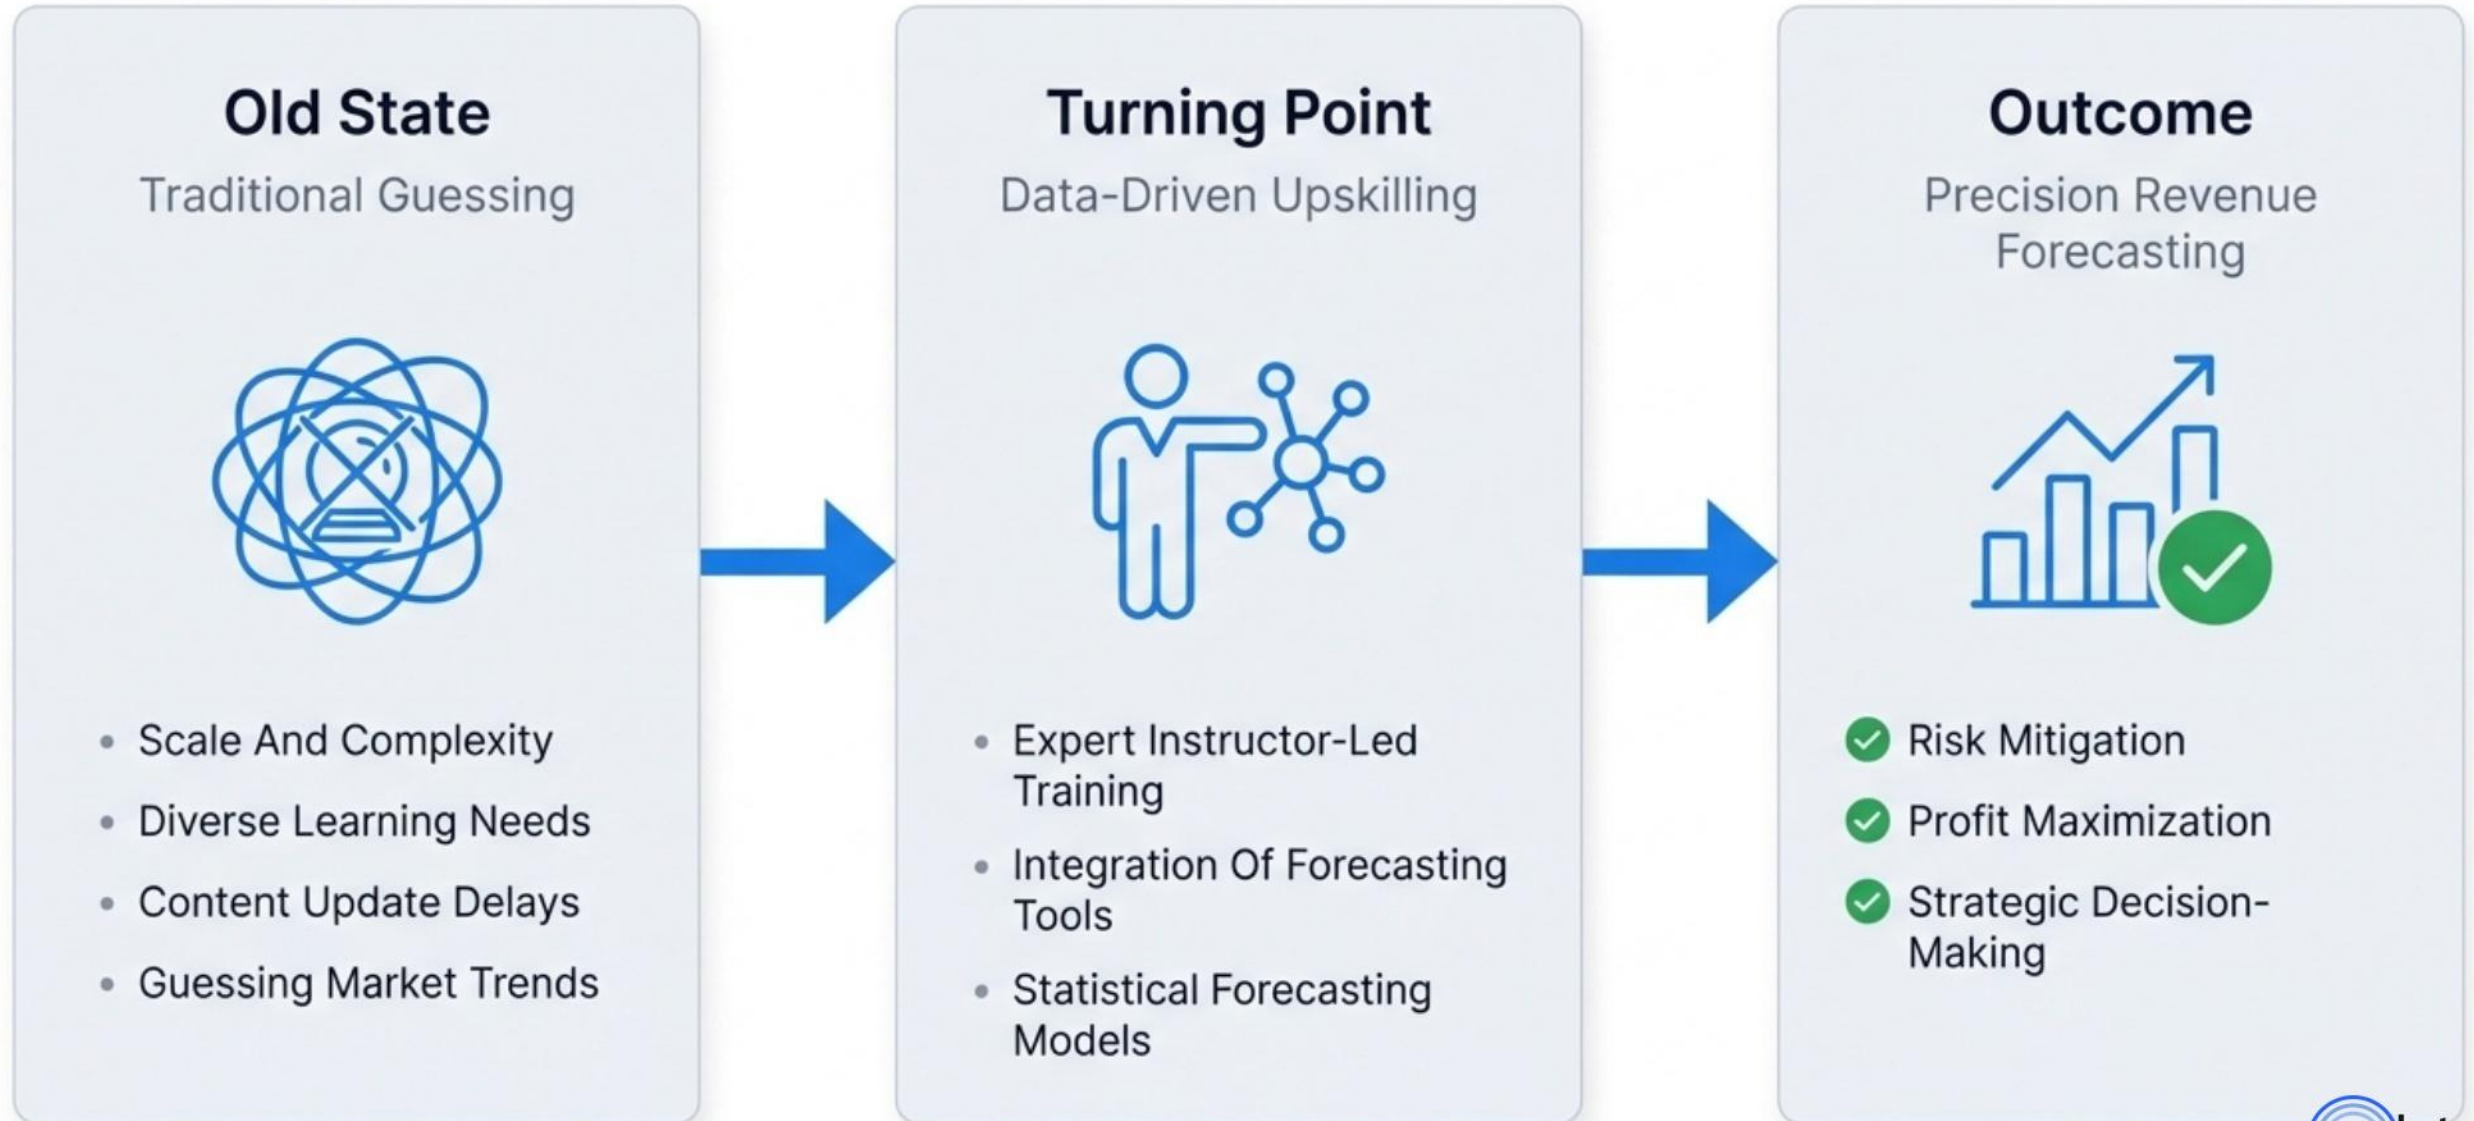 Old State
Traditional Guessing
Scale And Complexity
Diverse Learning Needs
Content Update Delays
Guessing Market Trends
Turning Point
Data-Driven Upskilling
Expert Instructor-Led
Training
Integration Of Forecasting
Tools
Statistical Forecasting
Models
Outcome
Precision Revenue
Forecasting
Risk Mitigation
Profit Maximization
Strategic Decision-
Making